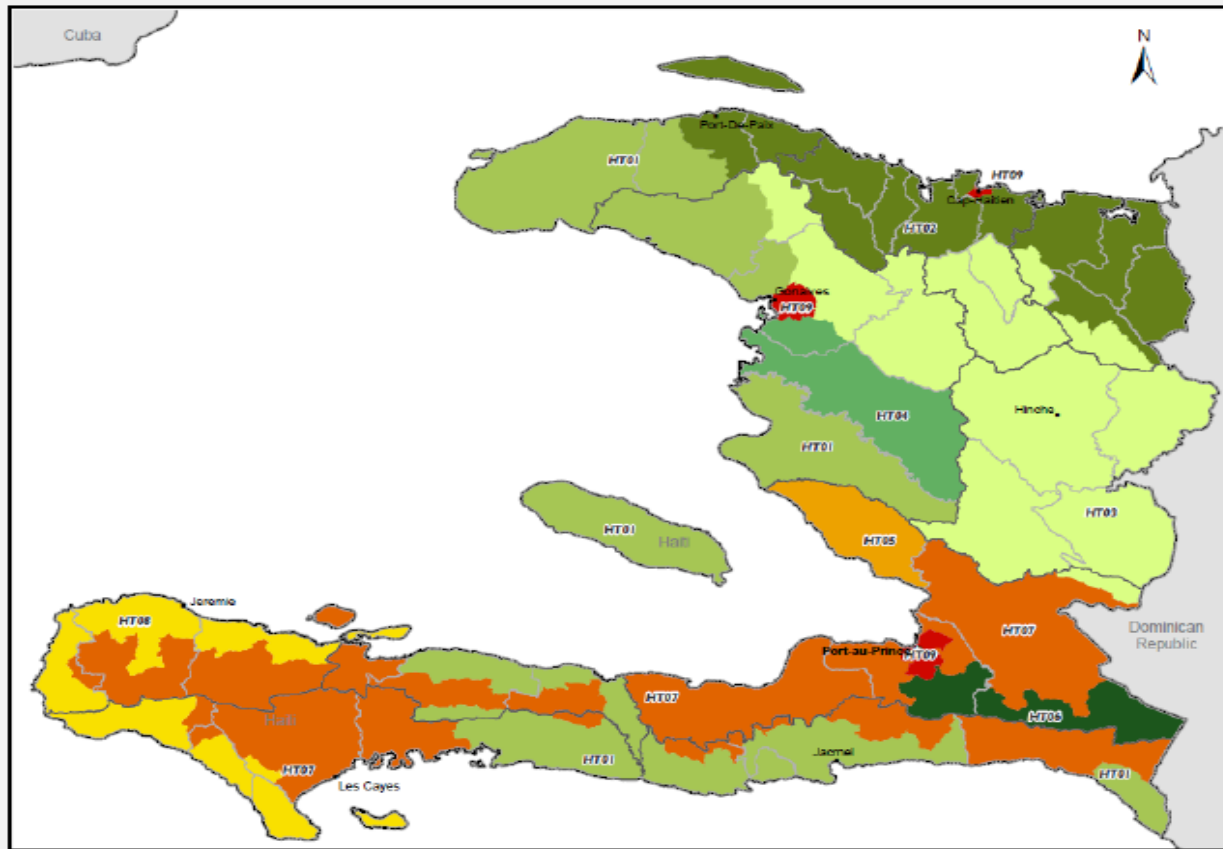 Cuba
N
Port-De-Paix
HT01
HT09
Cap-Haitien
HT02
Gonaives
HT09
HT04
Hinche
HT01
HT03
HT01
Haiti
HT05
Jeremie
HT08
HT07
Dominican
Republic
Port-au-Prince
HT09
HT07
HT06
Haiti
HT07
HT01
Jacmel
HT01
Les Cayes